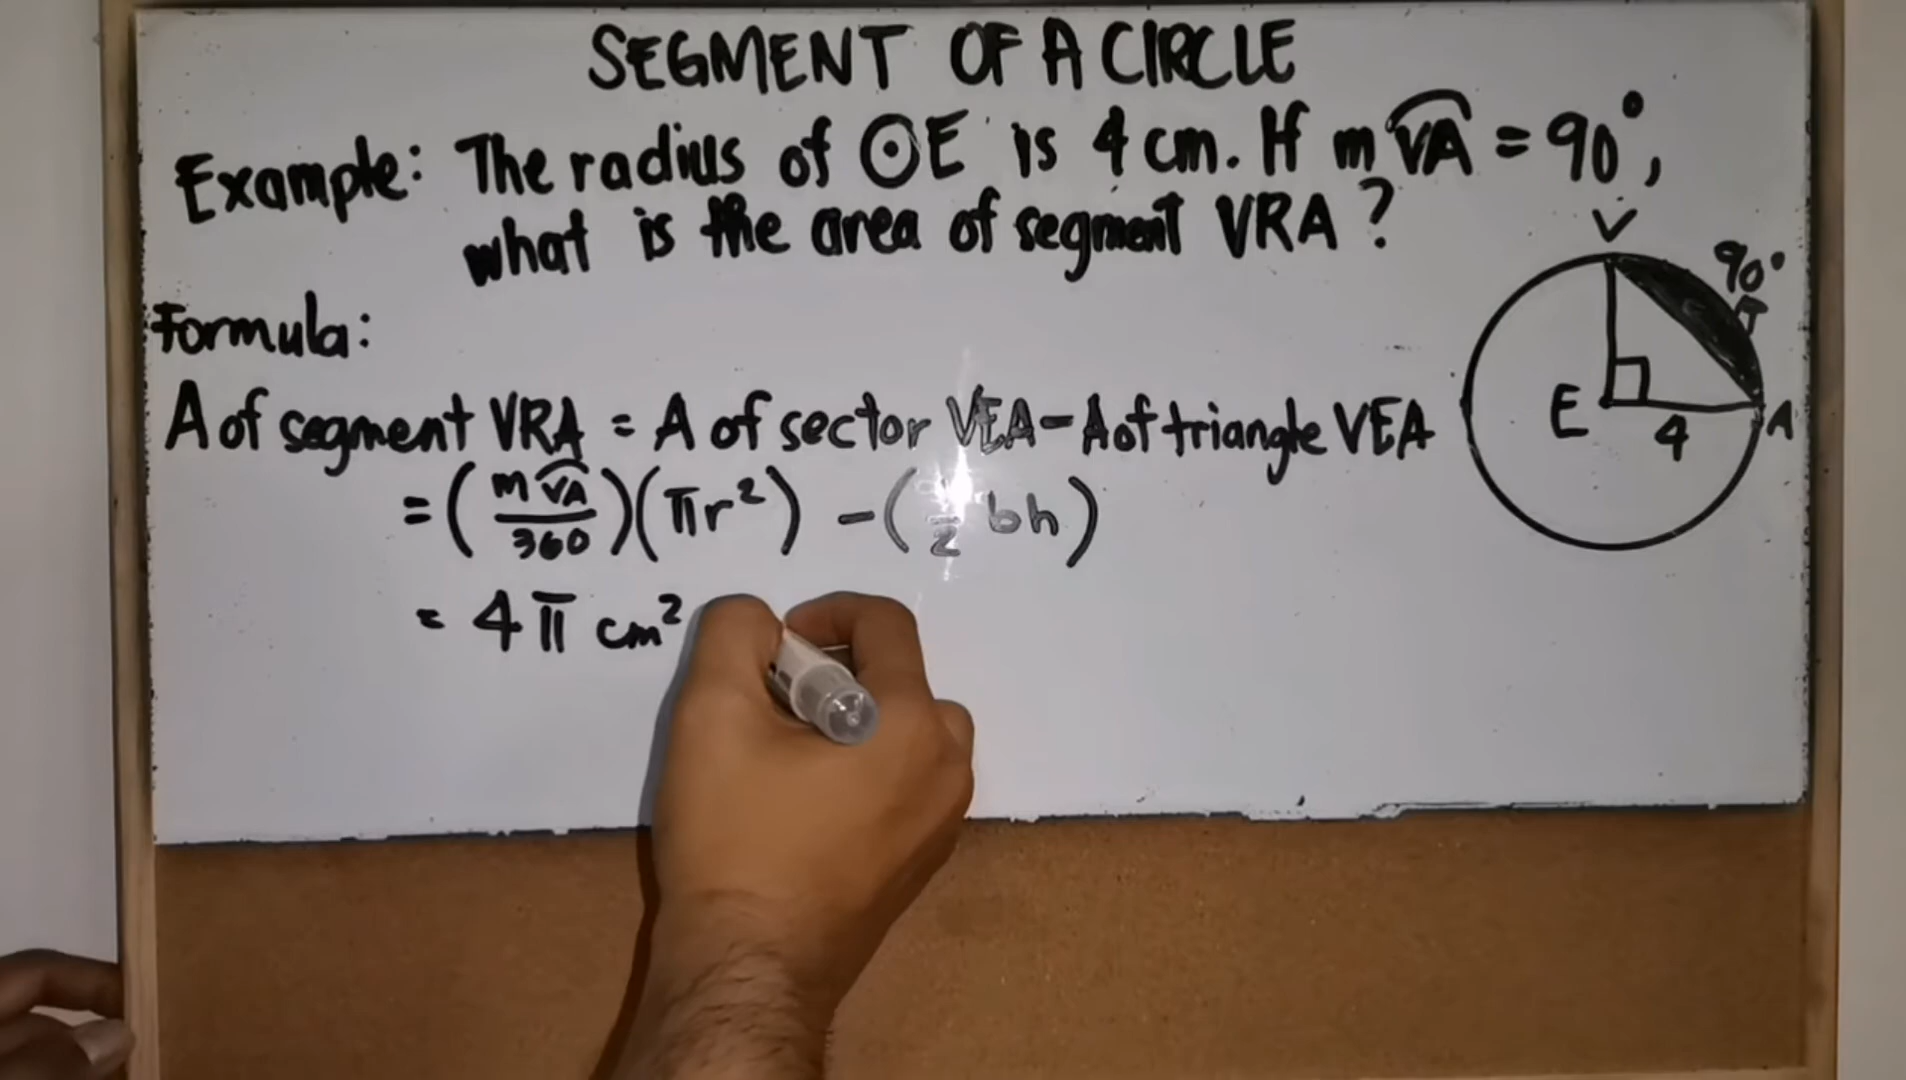 SEGMENT OF A CIRCLE
Example: The radius of ⊙E is 4 cm. If m V͡A = 90°,
what is the area of segment VRA?
V
90°
Formula:
E
4
A
A of segment VRA = A of sector VEA - A of triangle VEA
= (m V͡A / 360)(πr²) - (1/2 bh)
= 4π cm²